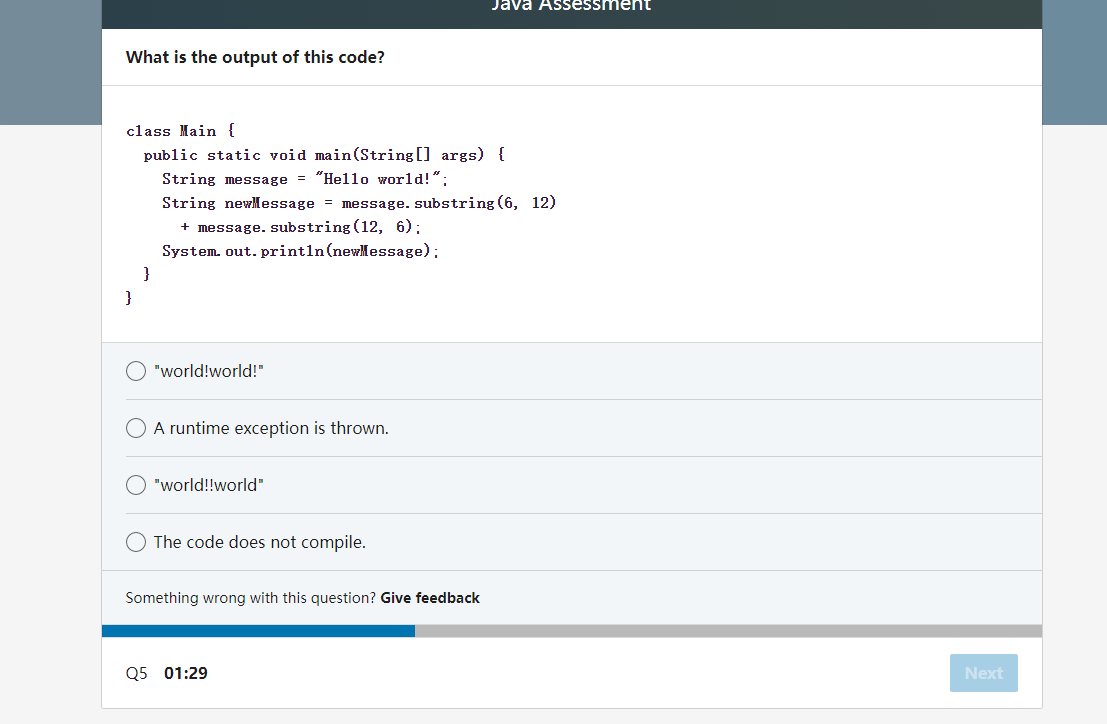 Java Assessment
What is the output of this code?
class Main {
public static void main(String[] args) {
String message = "Hello world!";
String newMessage = message.substring(6, 12)
+ message.substring(12, 6);
System.out.println(newMessage);
}
}
"world!world!"
A runtime exception is thrown.
"world!!world"
The code does not compile.
Something wrong with this question? Give feedback
Q5 01:29
Next